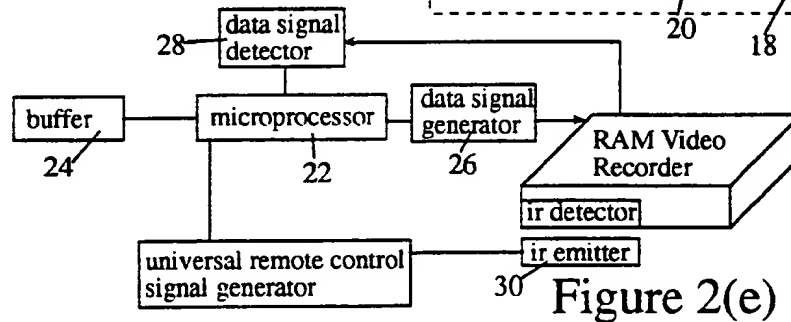 20
18
28
data signal
detector
buffer
24
microprocessor
22
data signal
generator
26
RAM Video
Recorder
ir detector
universal remote control
signal generator
ir emitter
30
Figure 2(e)